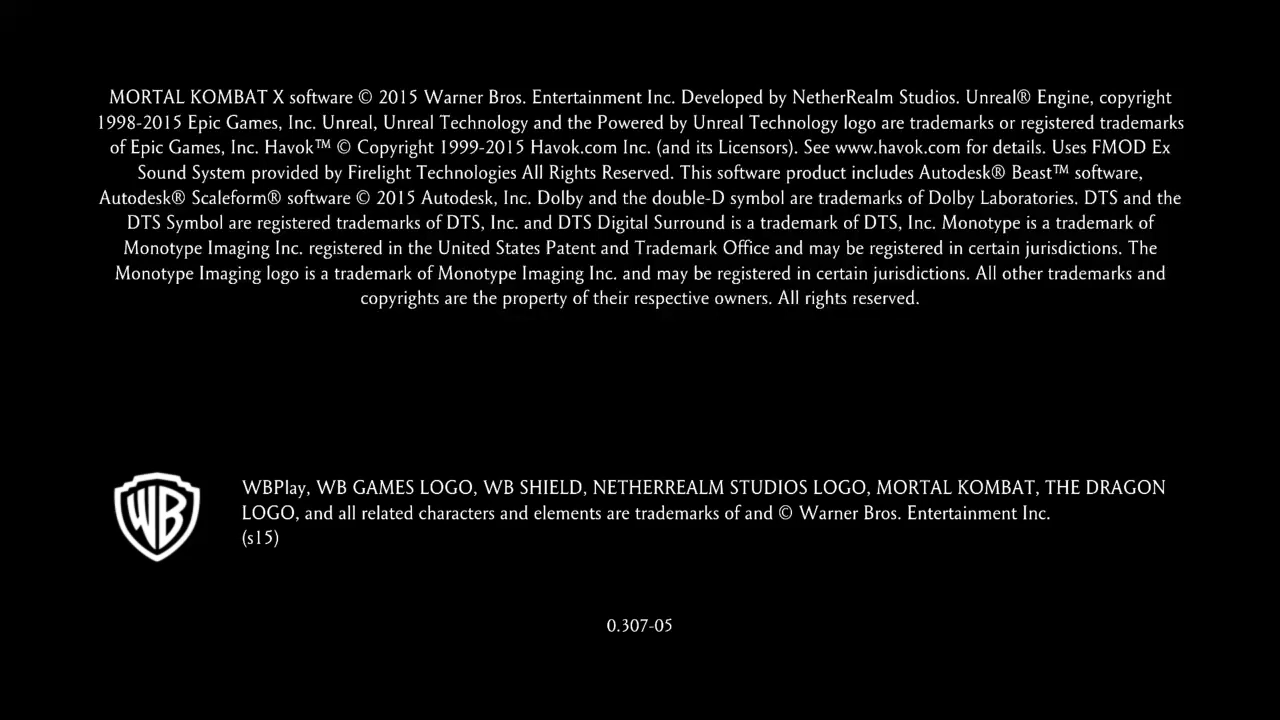 MORTAL KOMBAT X software © 2015 Warner Bros. Entertainment Inc. Developed by NetherRealm Studios. Unreal® Engine, copyright
1998-2015 Epic Games, Inc. Unreal, Unreal Technology and the Powered by Unreal Technology logo are trademarks or registered trademarks
of Epic Games, Inc. Havok™ © Copyright 1999-2015 Havok.com Inc. (and its Licensors). See www.havok.com for details. Uses FMOD Ex
Sound System provided by Firelight Technologies All Rights Reserved. This software product includes Autodesk® Beast™ software,
Autodesk® Scaleform® software © 2015 Autodesk, Inc. Dolby and the double-D symbol are trademarks of Dolby Laboratories. DTS and the
DTS Symbol are registered trademarks of DTS, Inc. and DTS Digital Surround is a trademark of DTS, Inc. Monotype is a trademark of
Monotype Imaging Inc. registered in the United States Patent and Trademark Office and may be registered in certain jurisdictions. The
Monotype Imaging logo is a trademark of Monotype Imaging Inc. and may be registered in certain jurisdictions. All other trademarks and
copyrights are the property of their respective owners. All rights reserved.
WB
WBPlay, WB GAMES LOGO, WB SHIELD, NETHERREALM STUDIOS LOGO, MORTAL KOMBAT, THE DRAGON
LOGO, and all related characters and elements are trademarks of and © Warner Bros. Entertainment Inc.
(s15)
0.307-05